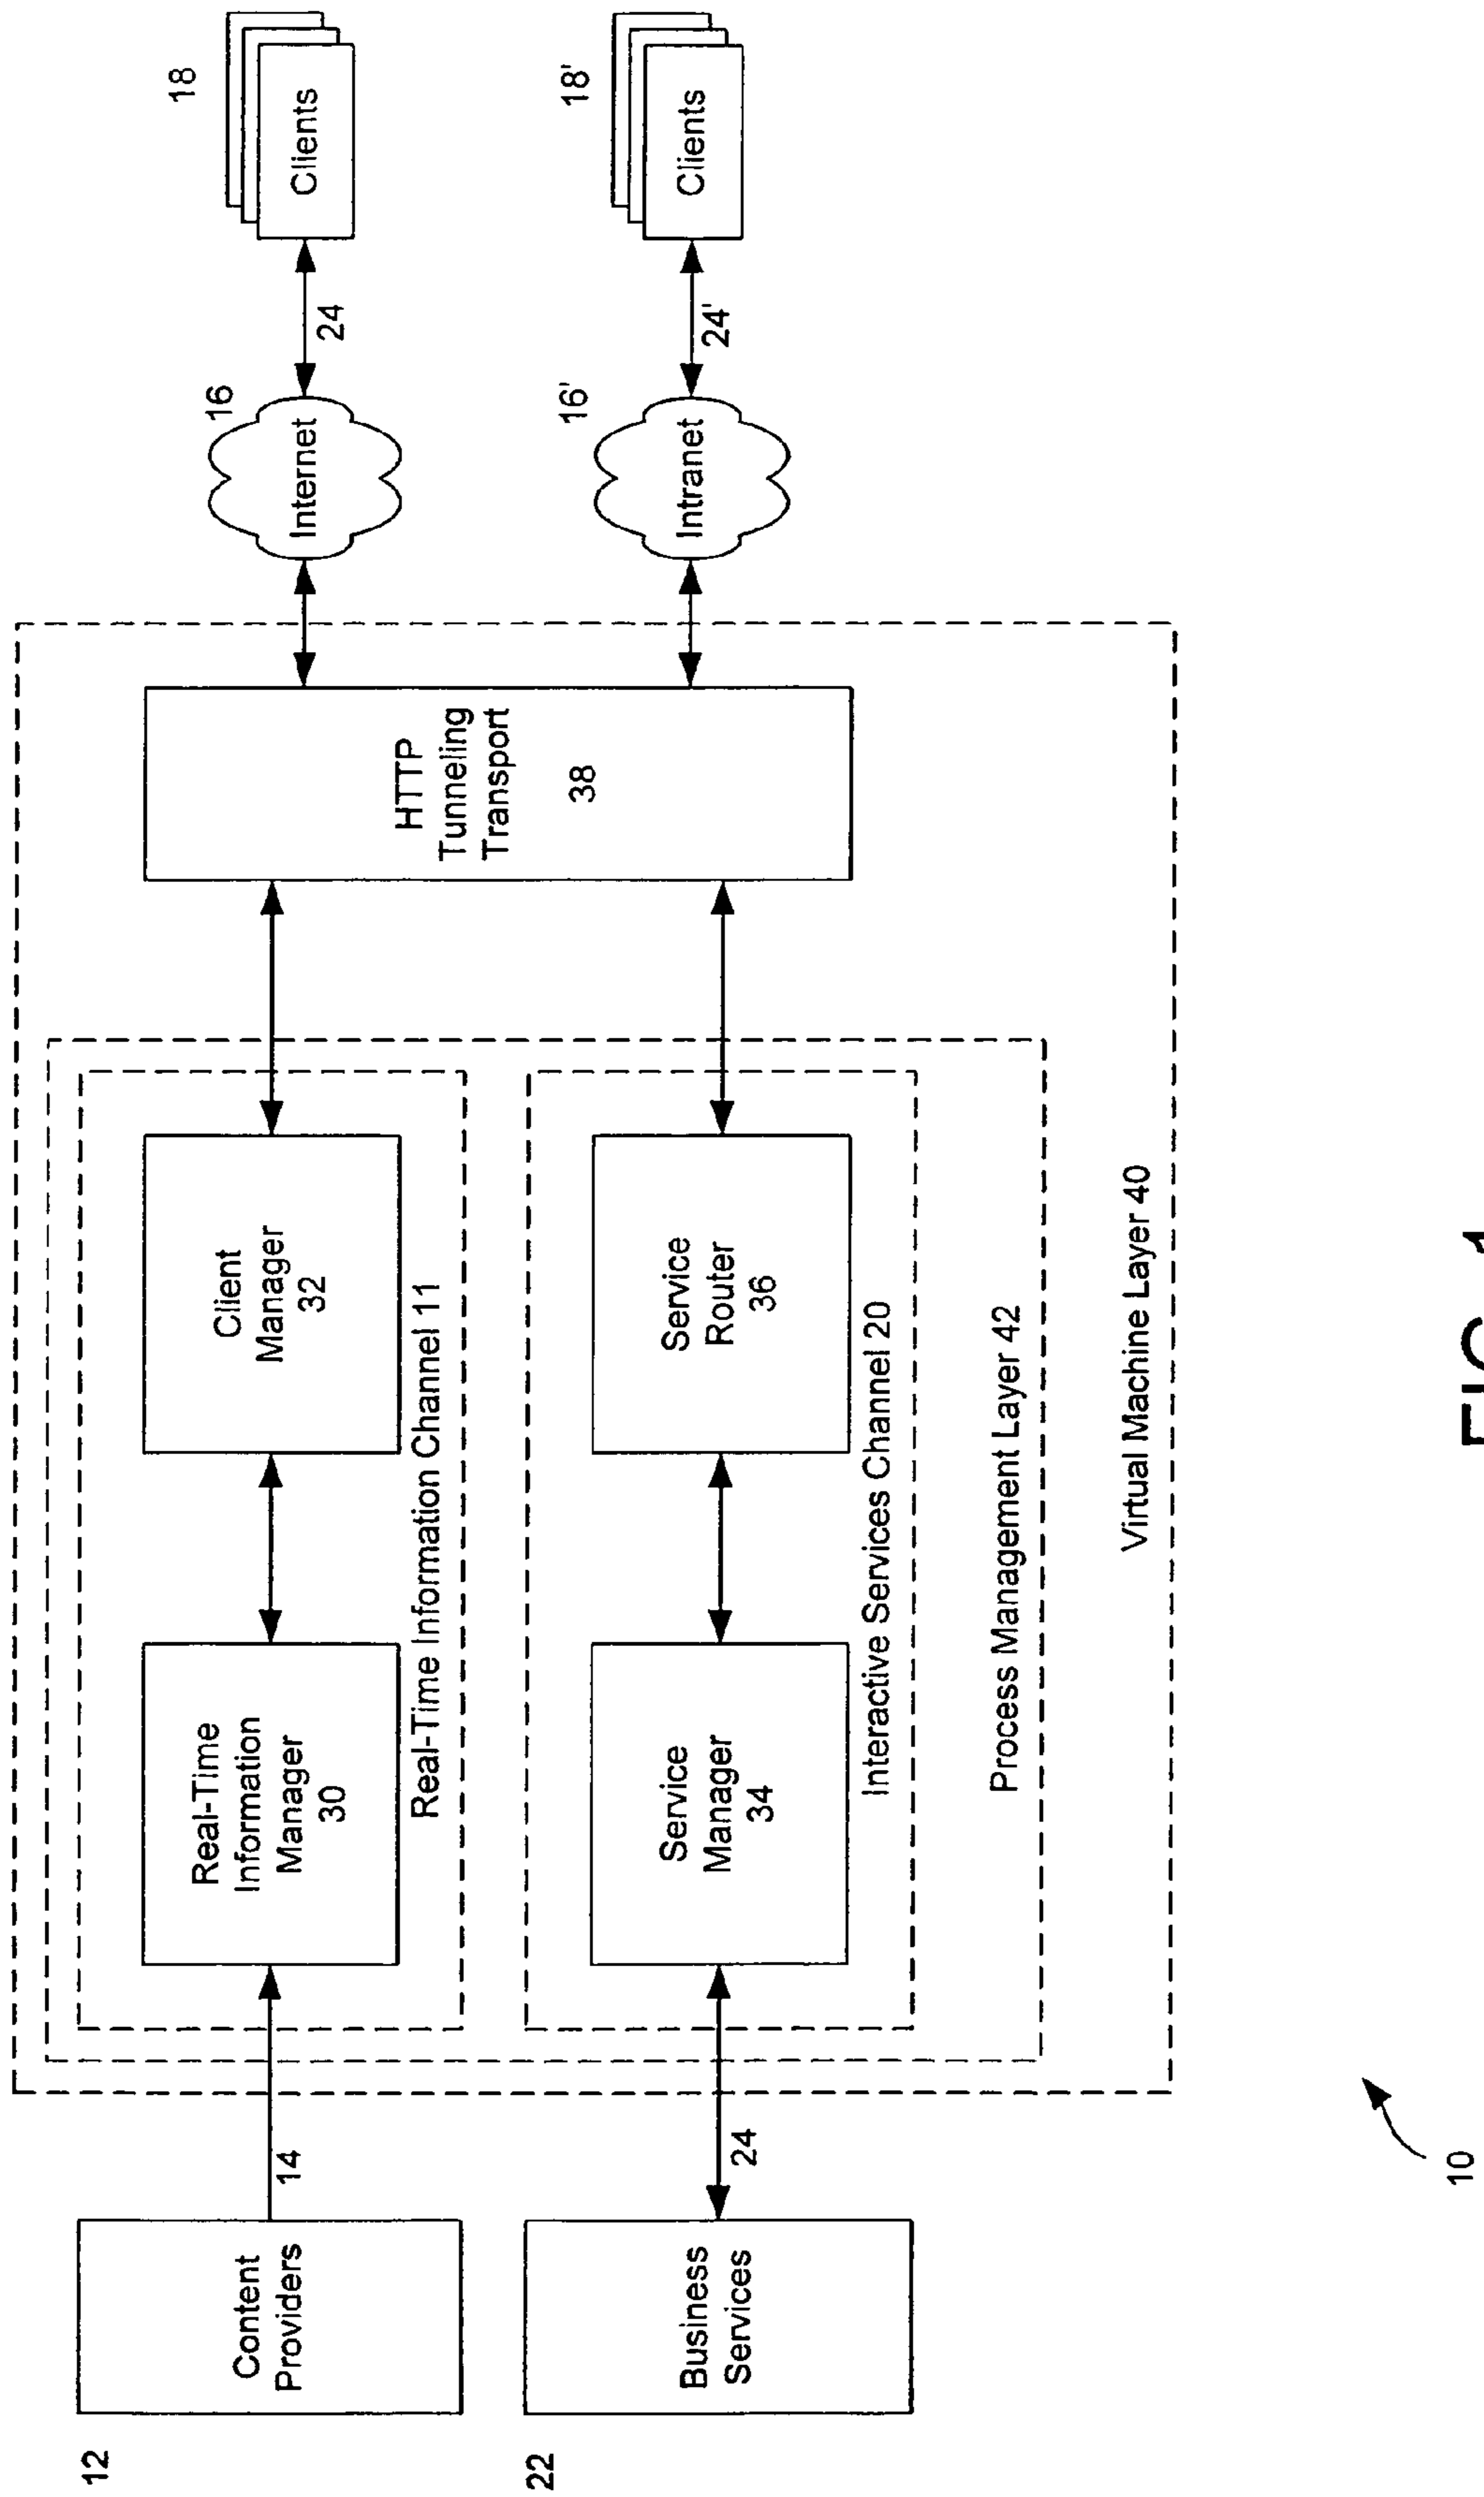 12
Content
Providers
14
Real-Time
Information
Manager
30
Client
Manager
32
Real-Time Information Channel 11
HTTP
Tunneling
Transport
38
16
Internet
24
18
Clients
22
Business
Services
24
Service
Manager
34
Service
Router
36
Interactive Services Channel 20
16'
Intranet
24'
18'
Clients
Process Management Layer 42
Virtual Machine Layer 40
10